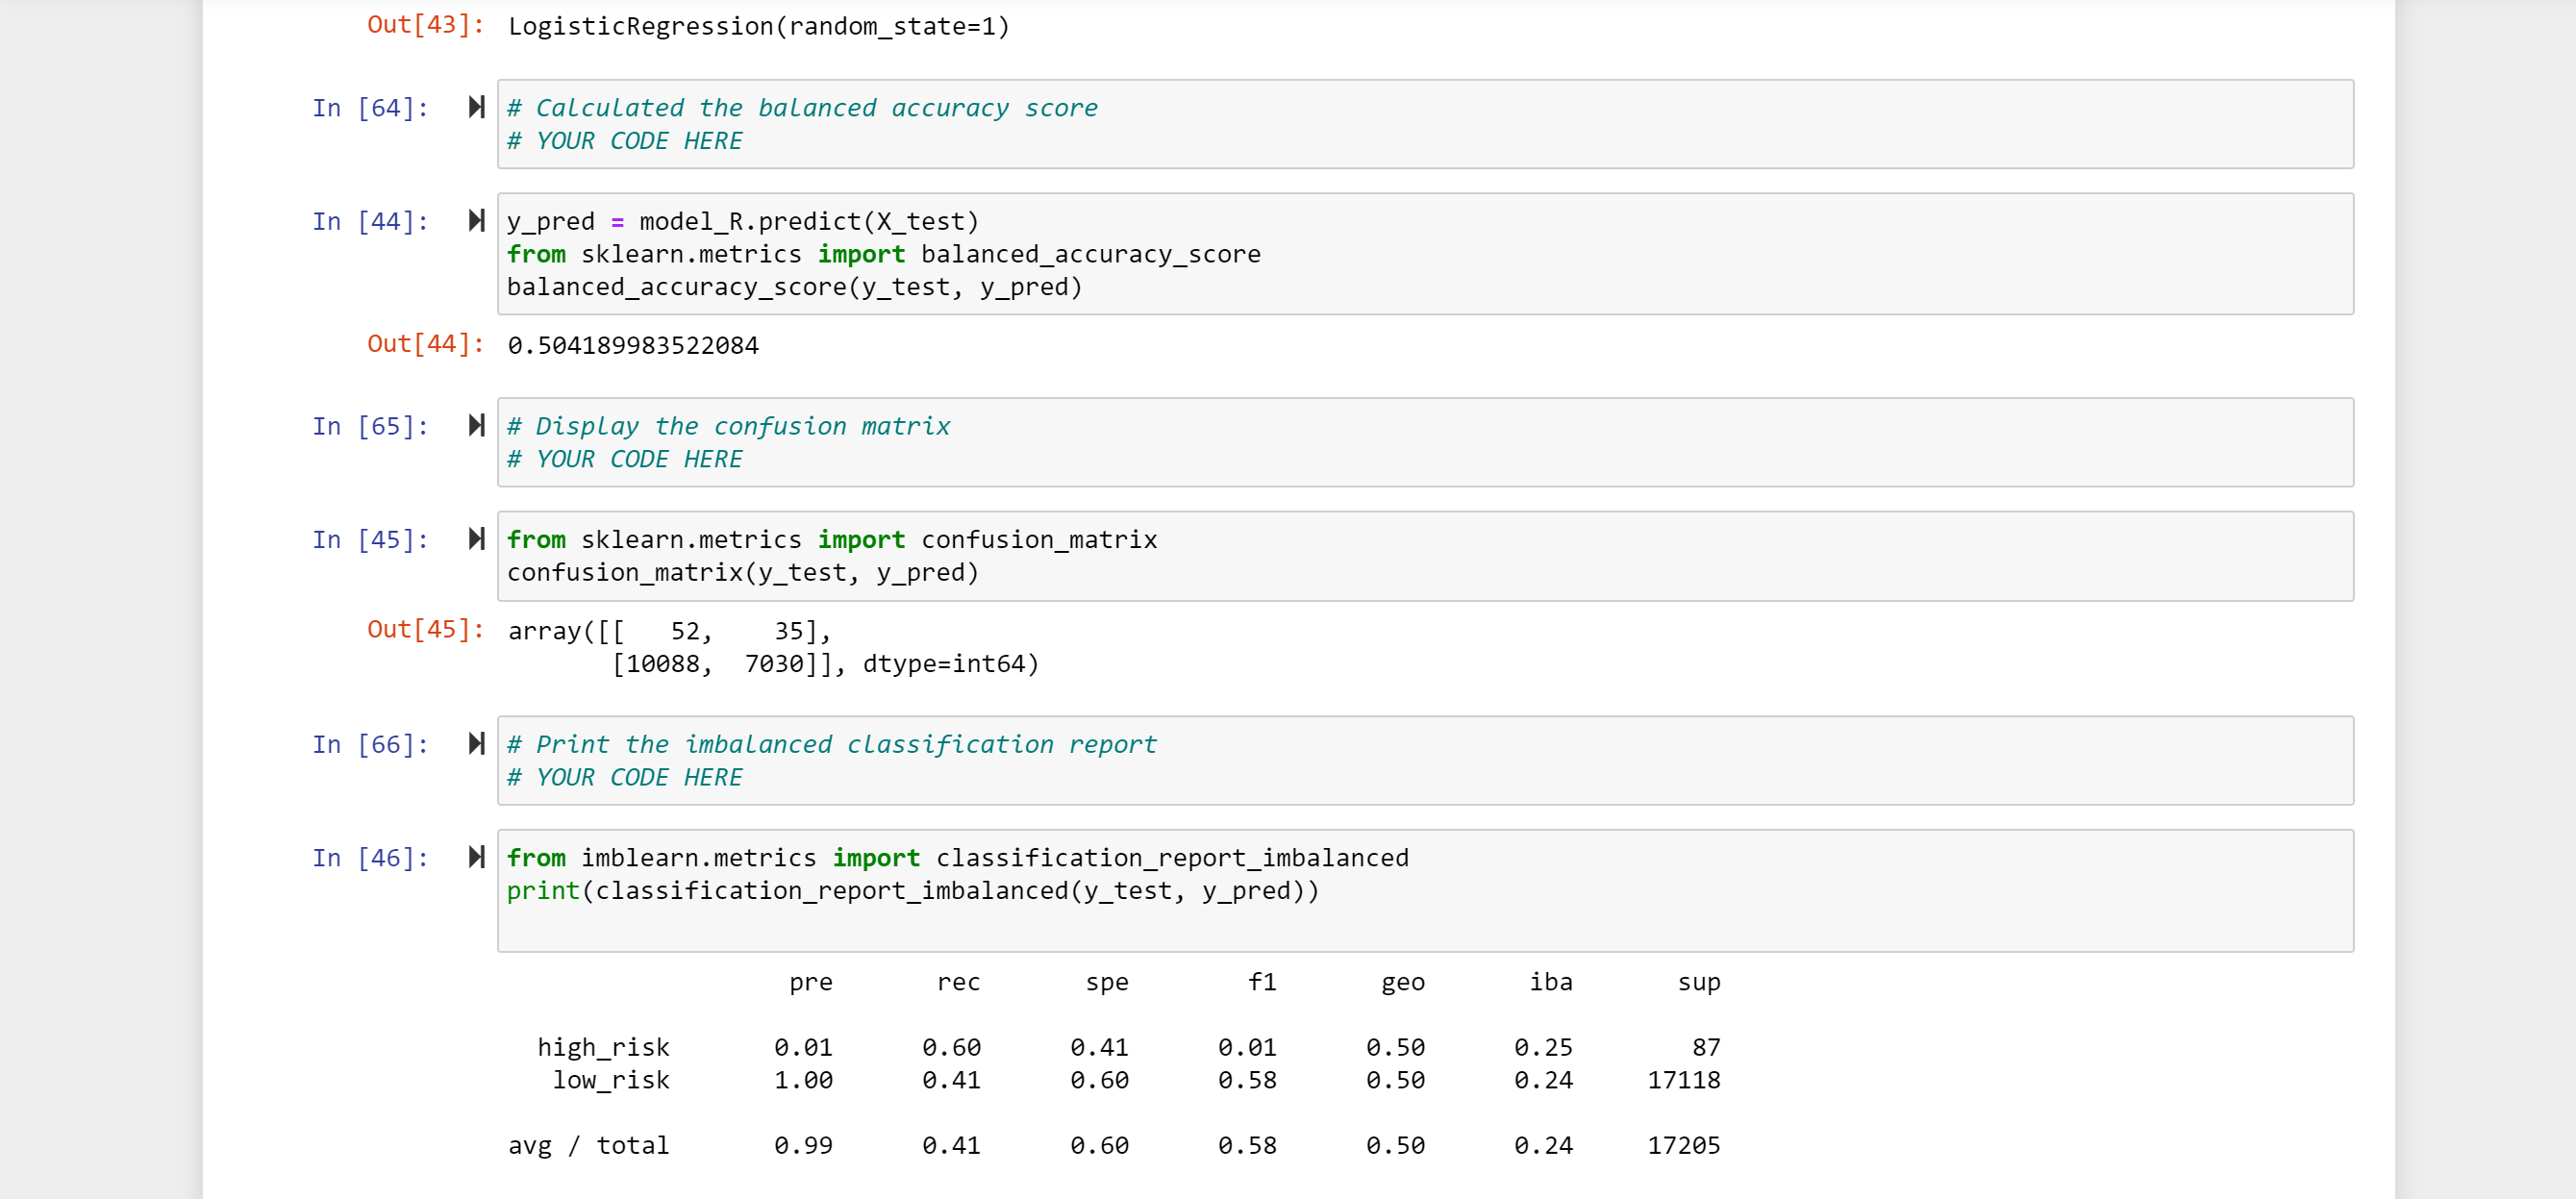 Out[43]: LogisticRegression(random_state=1)
In [64]: # Calculated the balanced accuracy score
# YOUR CODE HERE
In [44]: y_pred = model_R.predict(X_test)
from sklearn.metrics import balanced_accuracy_score
balanced_accuracy_score(y_test, y_pred)
Out[44]: 0.504189983522084
In [65]: # Display the confusion matrix
# YOUR CODE HERE
In [45]: from sklearn.metrics import confusion_matrix
confusion_matrix(y_test, y_pred)
Out[45]: array([[   52,    35],
       [10088,  7030]], dtype=int64)
In [66]: # Print the imbalanced classification report
# YOUR CODE HERE
In [46]: from imblearn.metrics import classification_report_imbalanced
print(classification_report_imbalanced(y_test, y_pred))
pre rec spe f1 geo iba sup
high_risk 0.01 0.60 0.41 0.01 0.50 0.25 87
low_risk 1.00 0.41 0.60 0.58 0.50 0.24 17118
avg / total 0.99 0.41 0.60 0.58 0.50 0.24 17205